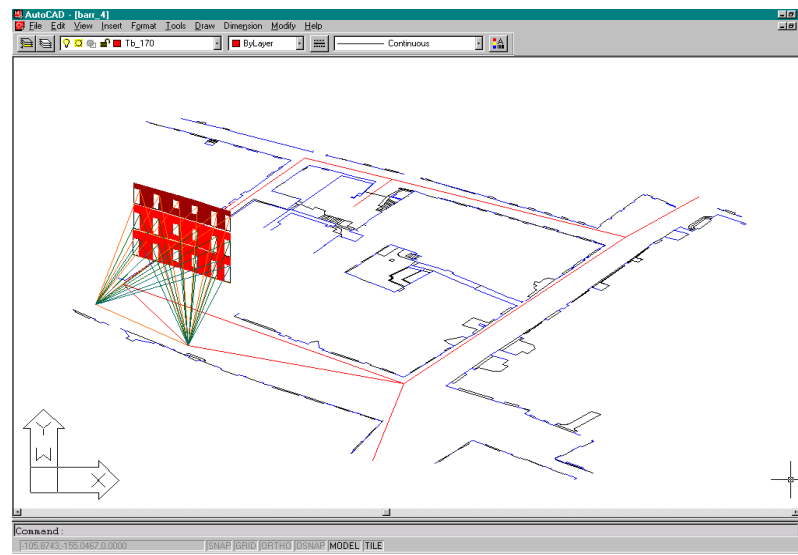 AutoCAD - [barr_4]
File Edit View Insert Format Tools Draw Dimension Modify Help
Tb_170 ByLayer Continuous
Y
W
X
Command :
-105.8743,-155.0467,0.0000 SNAP GRID ORTHO OSNAP MODEL TILE